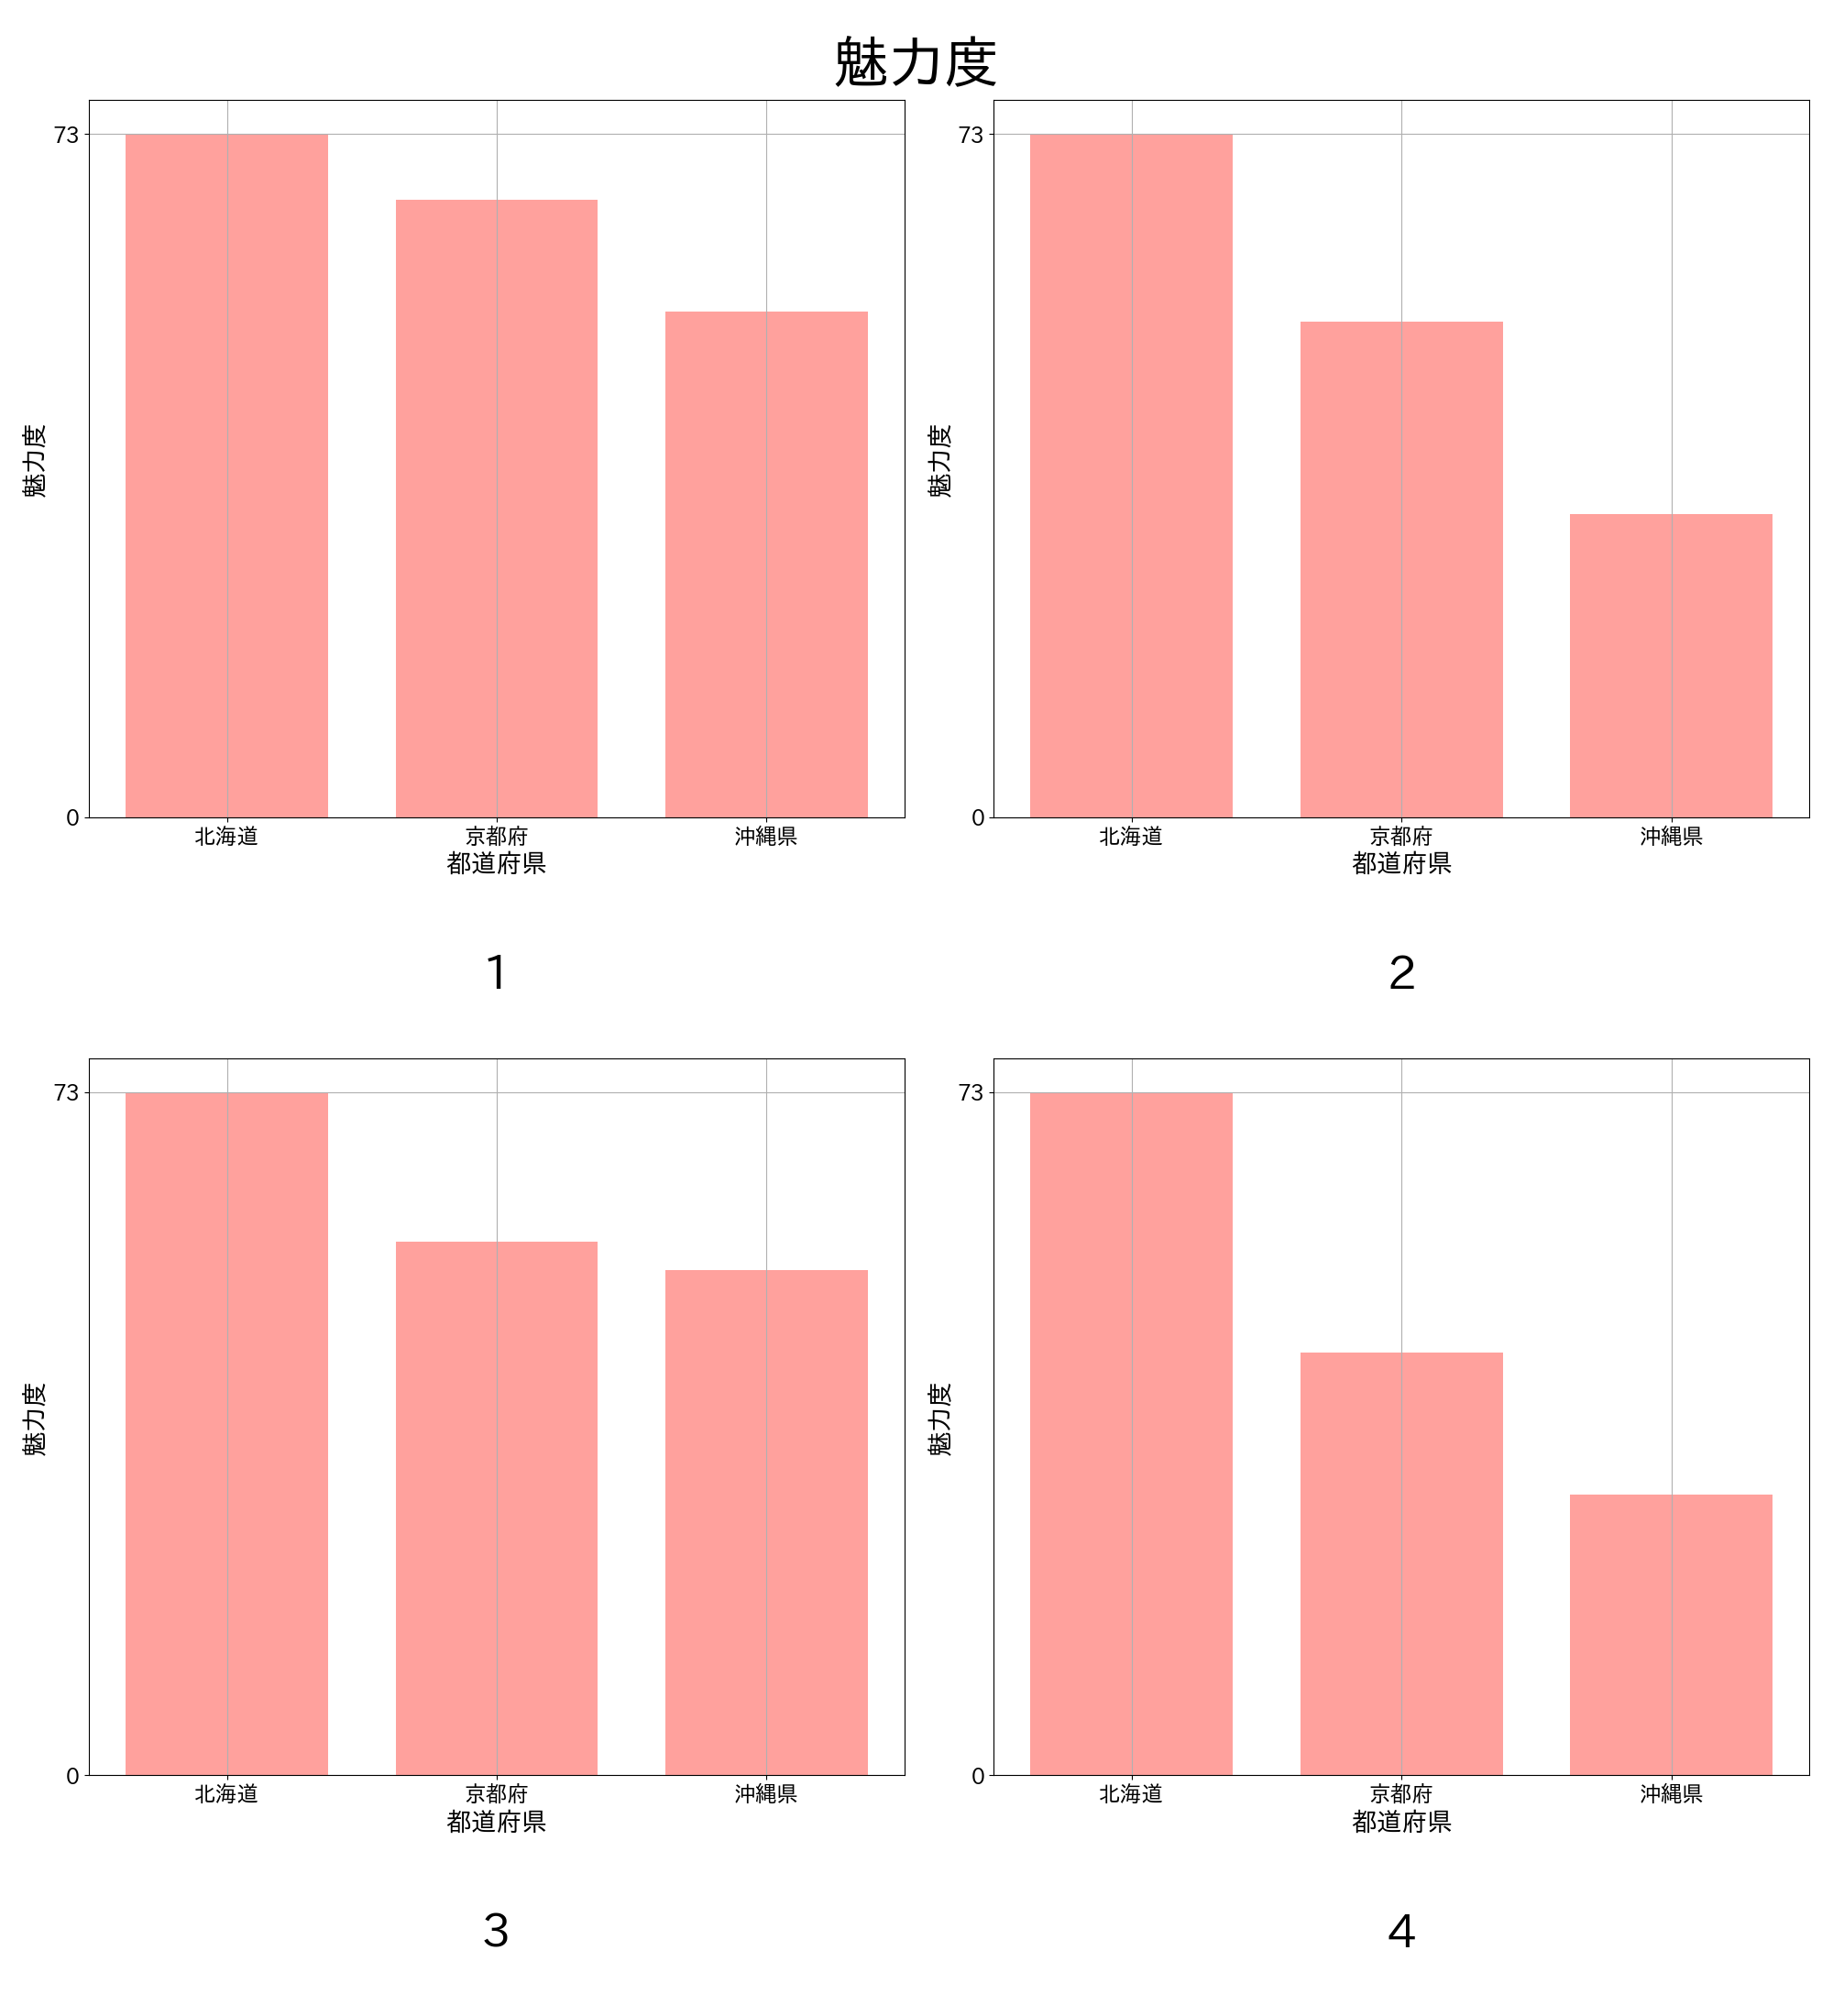 魅力度
73
0
魅力度
北海道 京都府 沖縄県
都道府県
1
73
0
魅力度
北海道 京都府 沖縄県
都道府県
2
73
0
魅力度
北海道 京都府 沖縄県
都道府県
3
73
0
魅力度
北海道 京都府 沖縄県
都道府県
4